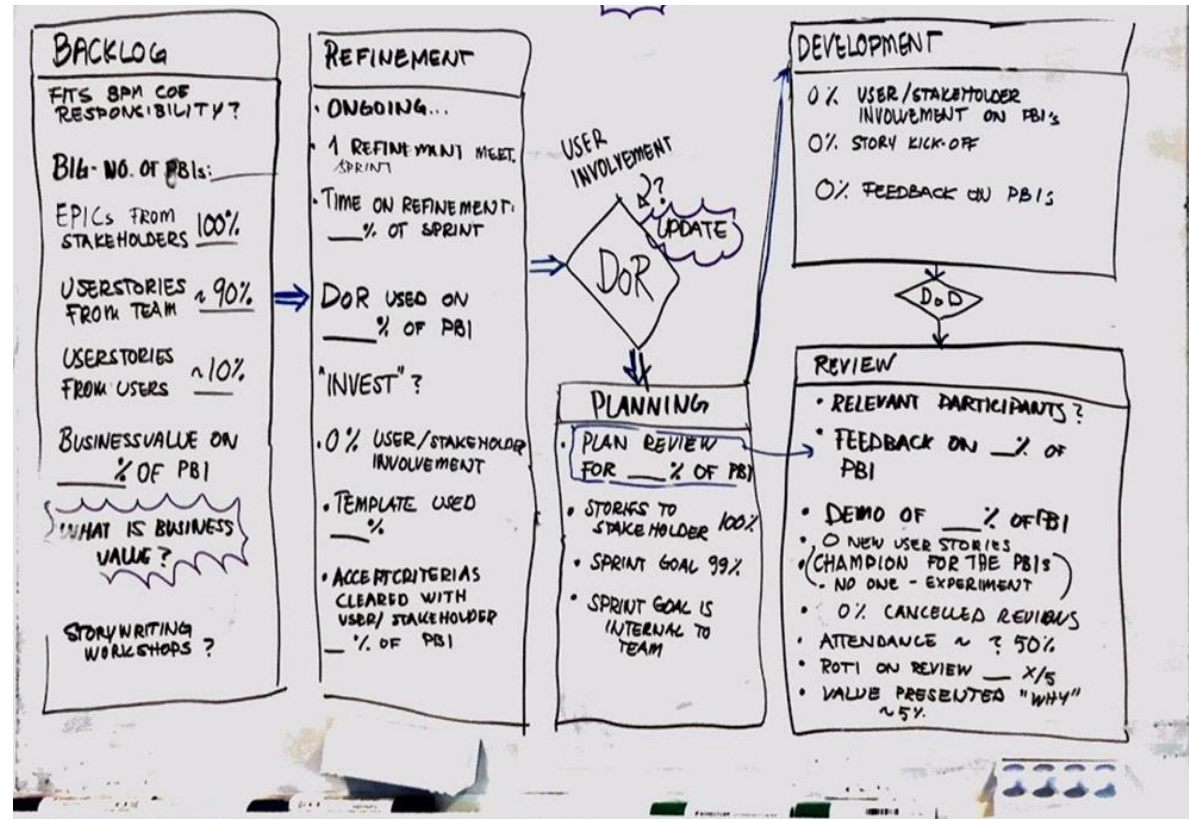 BACKLOG
FITS BPM COE
RESPONSIBILITY?
BIG - NO. OF PBIs: ____
EPICs FROM
STAKEHOLDERS 100%
USERSTORIES
FROM TEAM ~ 90%
USERSTORIES
FROM USERS ~10%
BUSINESSVALUE ON
____% OF PBI
WHAT IS BUSINESS
VALUE?
STORYWRITING
WORKSHOPS?
REFINEMENT
• ONGOING...
• 1 REFINEMANT MEET.
/SPRINT
• TIME ON REFINEMENT:
___% OF SPRINT
DoR USED ON
____% OF PBI
"INVEST"?
• 0% USER/STAKEHOLDER
INVOLVEMENT
• TEMPLATE USED
___%
• ACCEPTCRITERIAS
CLEARED WITH
USER/STAKEHOLDER
__% OF PBI
USER
INVOLVEMENT
?
UPDATE
DoR
PLANNING
• PLAN REVIEW
FOR ___% OF PBI
• STORIES TO
STAKEHOLDER 100%
• SPRINT GOAL 99%
• SPRINT GOAL IS
INTERNAL TO
TEAM
DEVELOPMENT
0% USER/STAKEHOLDER
INVOLVEMENT ON PBI's
0% STORY KICK-OFF
0% FEEDBACK ON PBI's
DoD
REVIEW
• RELEVANT PARTICIPANTS?
• FEEDBACK ON __% OF
PBI
• DEMO OF ___% OF PBI
• 0 NEW USER STORIES
• (CHAMPION FOR THE PBIs
- NO ONE - EXPERIMENT)
• 0% CANCELLED REVIEWS
• ATTENDANCE ~ ? 50%
• ROTI ON REVIEW __ X/5
• VALUE PRESENTED "WHY"
~5%